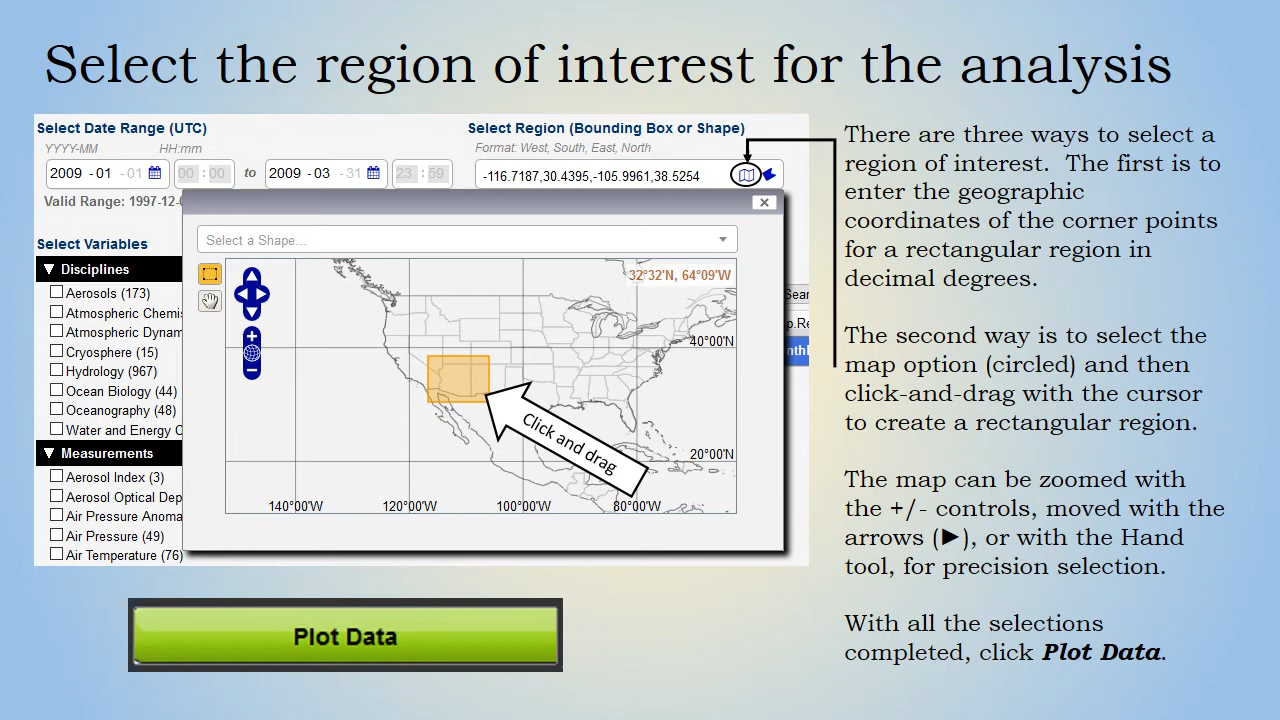 Select the region of interest for the analysis
Select Date Range (UTC)
YYYY-MM HH:mm
2009 - 01 - 01 00 : 00 to 2009 - 03 - 31 23 : 59
Valid Range: 1997-12-0
Select Region (Bounding Box or Shape)
Format: West, South, East, North
-116.7187,30.4395,-105.9961,38.5254
Select Variables
▼ Disciplines
Aerosols (173)
Atmospheric Chemis
Atmospheric Dynam
Cryosphere (15)
Hydrology (967)
Ocean Biology (44)
Oceanography (48)
Water and Energy C
▼ Measurements
Aerosol Index (3)
Aerosol Optical Dep
Air Pressure Anoma
Air Pressure (49)
Air Temperature (76)
Select a Shape...
32°32'N, 64°09'W
40°00'N
20°00'N
140°00'W 120°00'W 100°00'W 80°00'W
Click and drag
Sear
p.Re
Plot Data
There are three ways to select a
region of interest. The first is to
enter the geographic
coordinates of the corner points
for a rectangular region in
decimal degrees.
The second way is to select the
map option (circled) and then
click-and-drag with the cursor
to create a rectangular region.
The map can be zoomed with
the +/- controls, moved with the
arrows (►), or with the Hand
tool, for precision selection.
With all the selections
completed, click Plot Data.